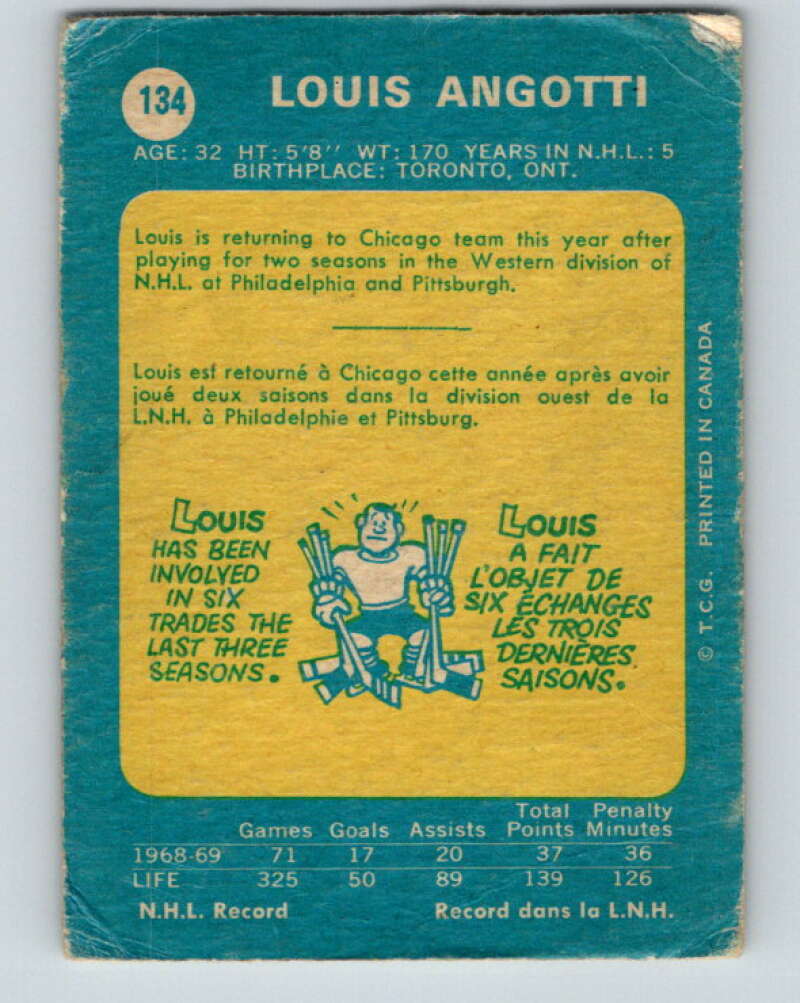 134
LOUIS ANGOTTI
AGE: 32 HT: 5'8'' WT: 170 YEARS IN N.H.L.: 5
BIRTHPLACE: TORONTO, ONT.
Louis is returning to Chicago team this year after
playing for two seasons in the Western division of
N.H.L. at Philadelphia and Pittsburgh.
Louis est retourné à Chicago cette année après avoir
joué deux saisons dans la division ouest de la
L.N.H. à Philadelphie et Pittsburg.
LOUIS
HAS BEEN
INVOLVED
IN SIX
TRADES THE
LAST THREE
SEASONS.
LOUIS
A FAIT
L'OBJET DE
SIX ÉCHANGES
LES TROIS
DERNIÈRES
SAISONS.
© T.C.G. PRINTED IN CANADA
Games Goals Assists Total Points Penalty Minutes
1968-69 71 17 20 37 36
LIFE 325 50 89 139 126
N.H.L. Record Record dans la L.N.H.